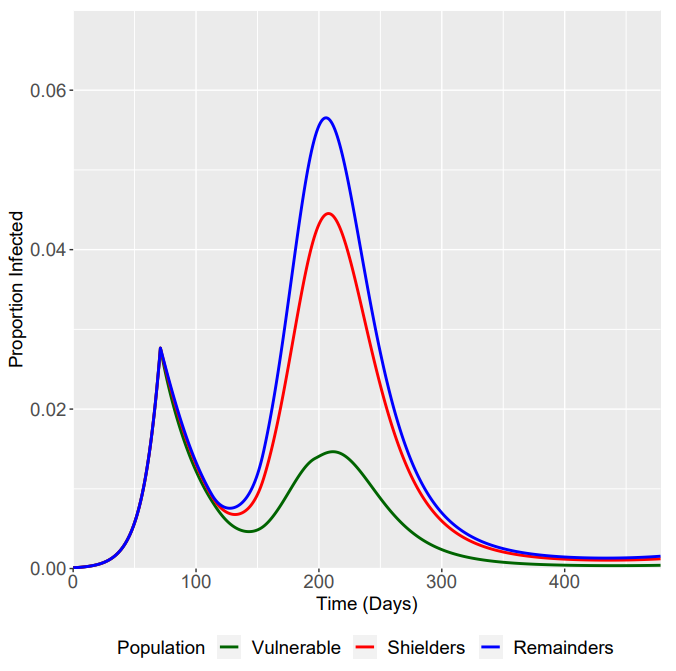 0.06
0.04
0.02
0.00
Proportion Infected
0 100 200 300 400
Time (Days)
Population Vulnerable Shielders Remainders